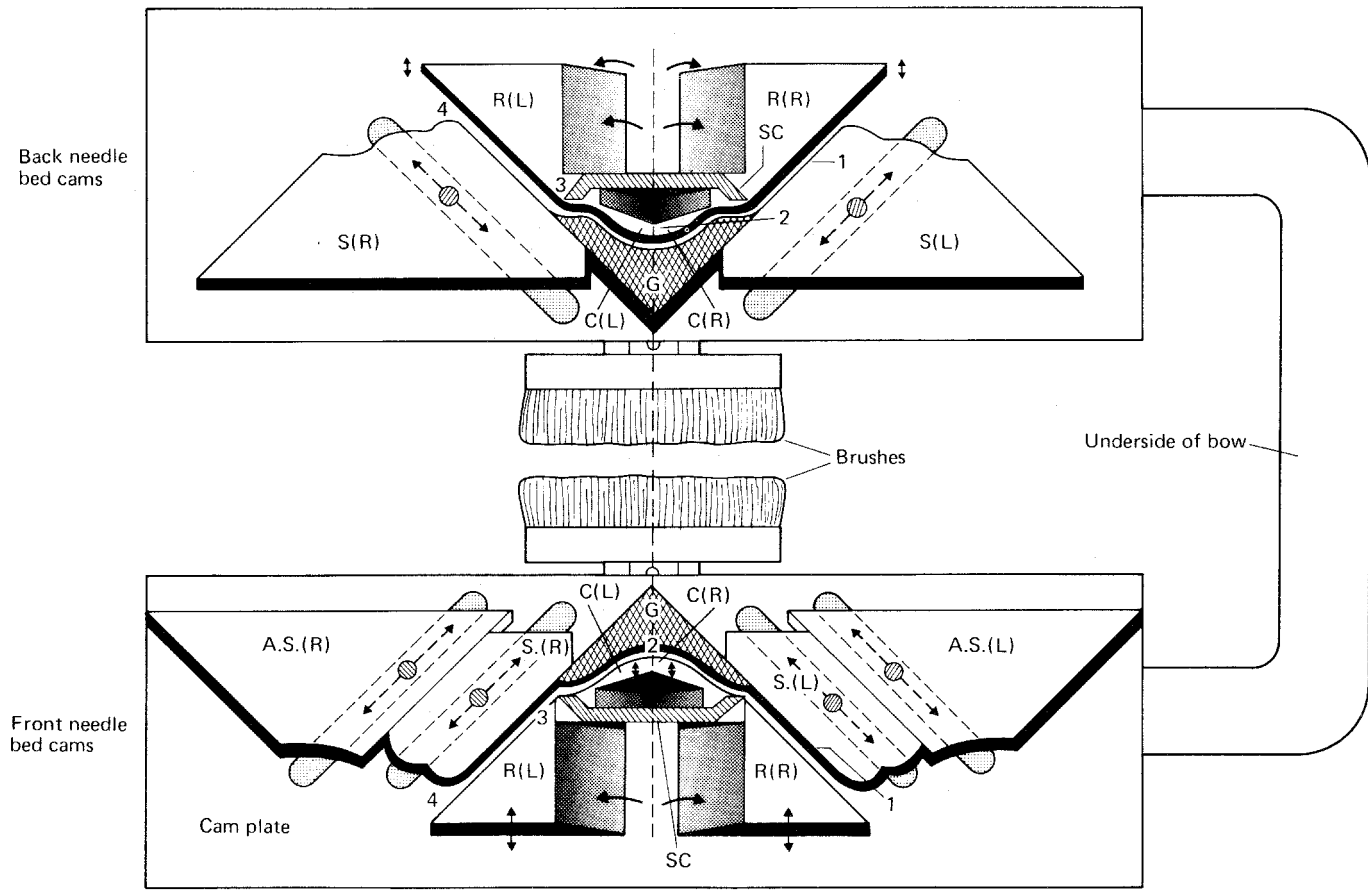 R(L)
R(R)
4
SC
Back needle
bed cams
3
1
2
S(R)
S(L)
G
C(L)
C(R)
Brushes
Underside of bow
C(L)
C(R)
G
A.S.(R)
S.(R)
2
A.S.(L)
S.(L)
3
Front needle
bed cams
R(L)
R(R)
4
1
Cam plate
SC